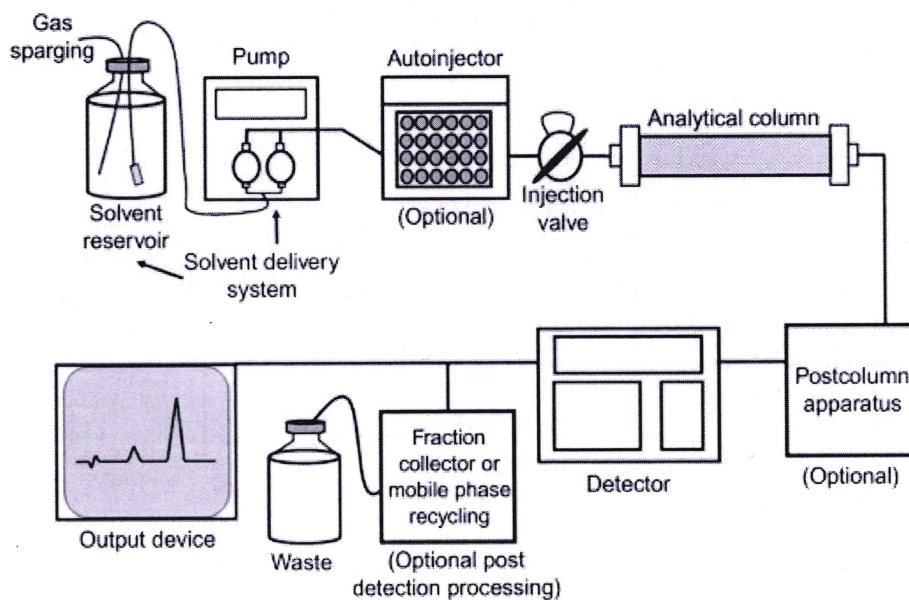 Gas
sparging
Pump
Autoinjector
Analytical column
Solvent
reservoir
(Optional)
Injection
valve
Solvent delivery
system
Postcolumn
apparatus
(Optional)
Fraction
collector or
mobile phase
recycling
Detector
Output device
Waste
(Optional post
detection processing)